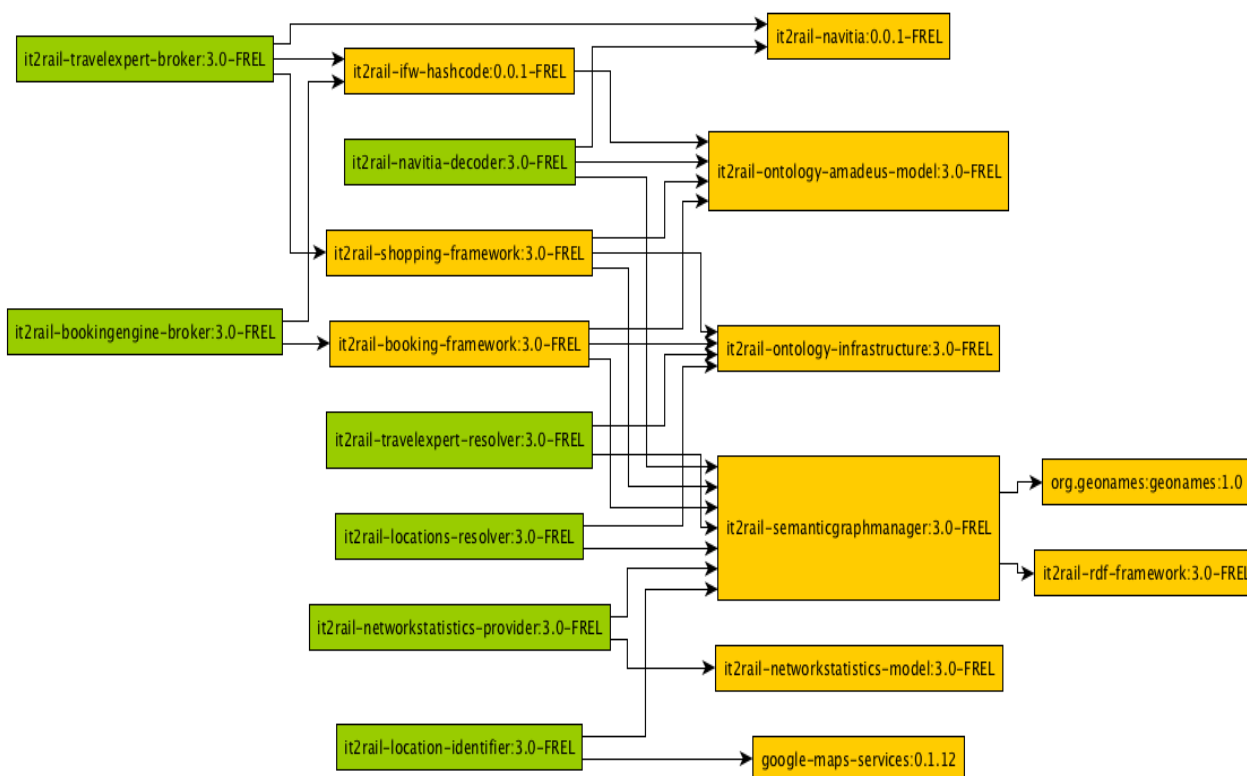 it2rail-navitia:0.0.1-FREL
it2rail-travelexpert-broker:3.0-FREL
it2rail-ifw-hashcode:0.0.1-FREL
it2rail-navitia-decoder:3.0-FREL
it2rail-ontology-amadeus-model:3.0-FREL
it2rail-shopping-framework:3.0-FREL
it2rail-bookingengine-broker:3.0-FREL
it2rail-booking-framework:3.0-FREL
it2rail-ontology-infrastructure:3.0-FREL
it2rail-travelexpert-resolver:3.0-FREL
org.geonames:geonames:1.0
it2rail-semanticgraphmanager:3.0-FREL
it2rail-locations-resolver:3.0-FREL
it2rail-rdf-framework:3.0-FREL
it2rail-networkstatistics-provider:3.0-FREL
it2rail-networkstatistics-model:3.0-FREL
it2rail-location-identifier:3.0-FREL
google-maps-services:0.1.12